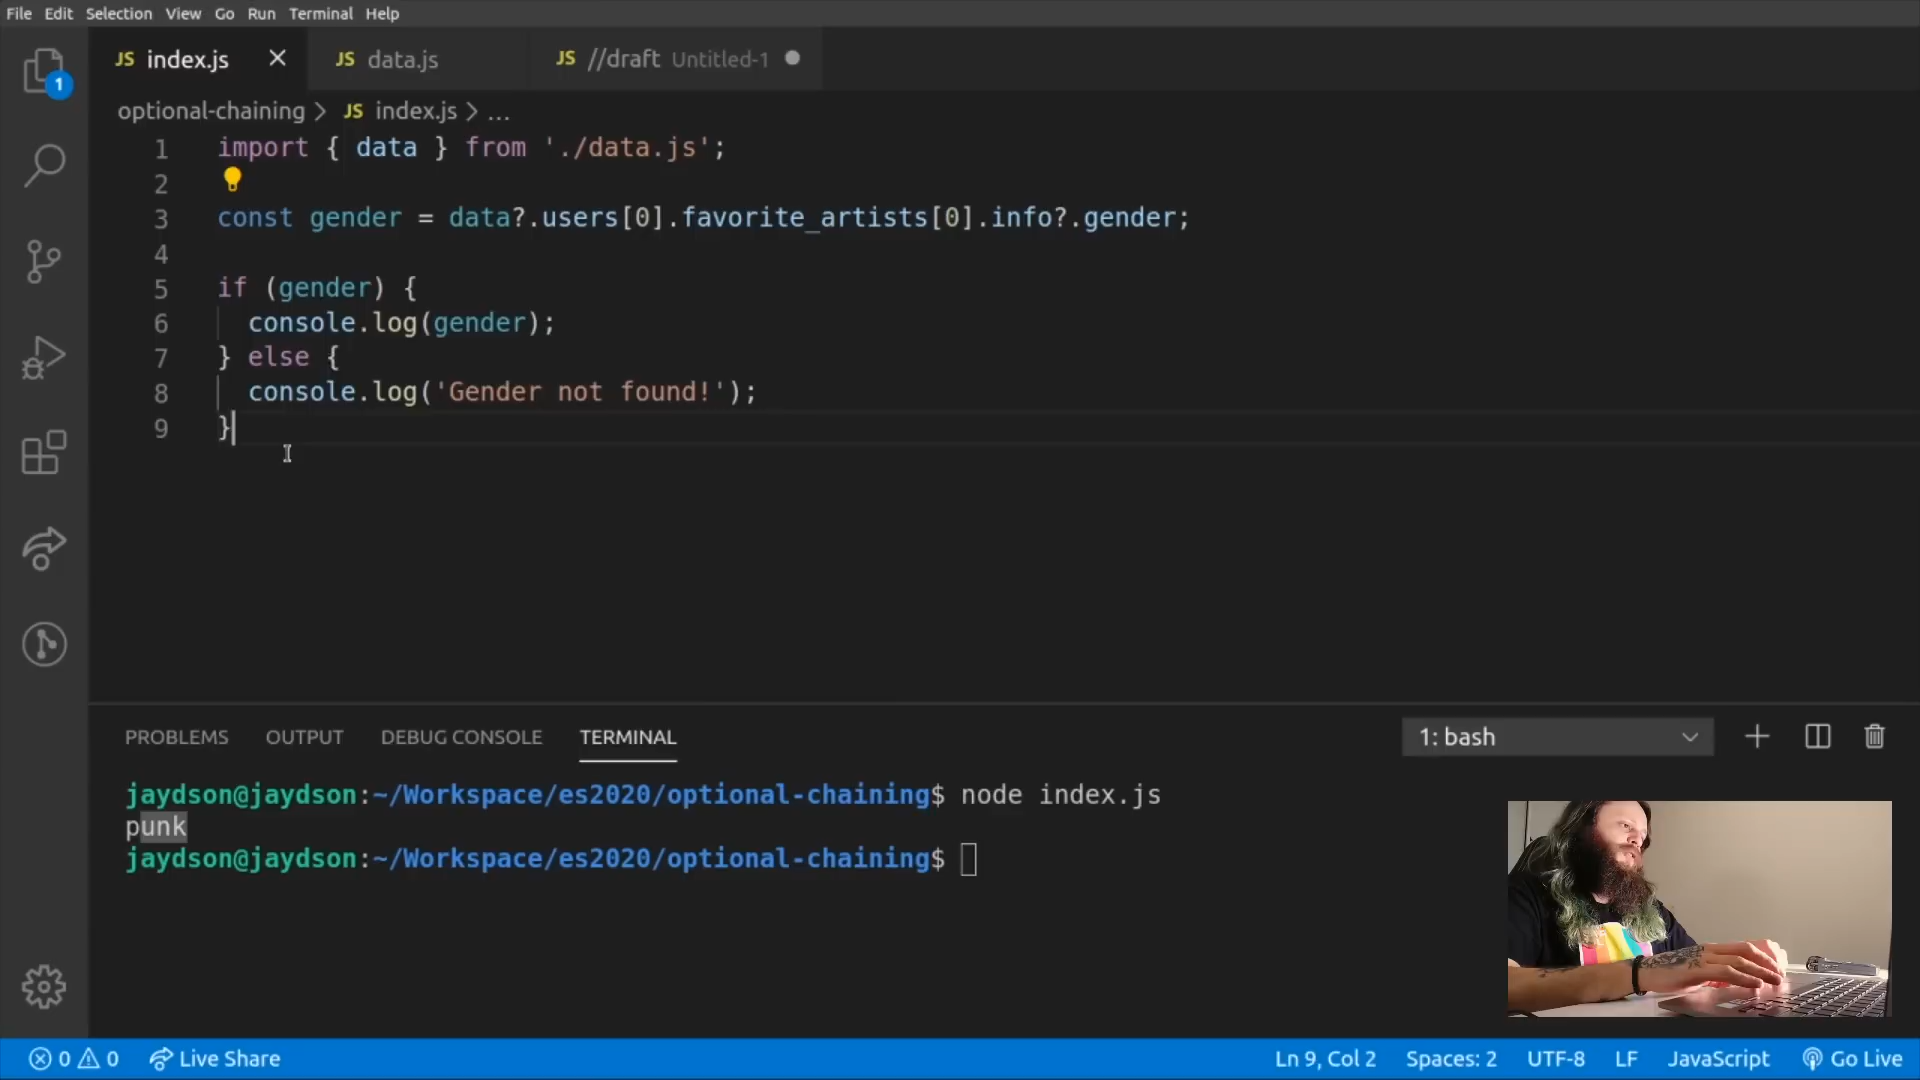 File Edit Selection View Go Run Terminal Help
1
JS index.js
JS data.js
JS //draft Untitled-1
optional-chaining > JS index.js > ...
1 import { data } from './data.js';
2
3 const gender = data?.users[0].favorite_artists[0].info?.gender;
4
5 if (gender) {
6 console.log(gender);
7 } else {
8 console.log('Gender not found!');
9 }
PROBLEMS OUTPUT DEBUG CONSOLE TERMINAL
1: bash
jaydson@jaydson:~/Workspace/es2020/optional-chaining$ node index.js
punk
jaydson@jaydson:~/Workspace/es2020/optional-chaining$
0 0 Live Share
Ln 9, Col 2 Spaces: 2 UTF-8 LF JavaScript Go Live